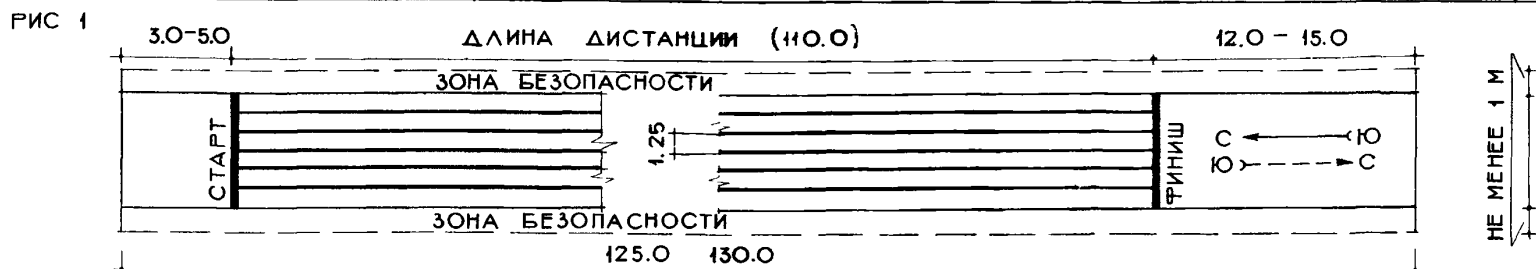 РИС 1
3.0-5.0 ДЛИНА ДИСТАНЦИИ (110.0) 12.0 - 15.0
ЗОНА БЕЗОПАСНОСТИ
СТАРТ
1.25
ФИНИШ
С Ю
Ю С
НЕ МЕНЕЕ 1 М
ЗОНА БЕЗОПАСНОСТИ
125.0 130.0